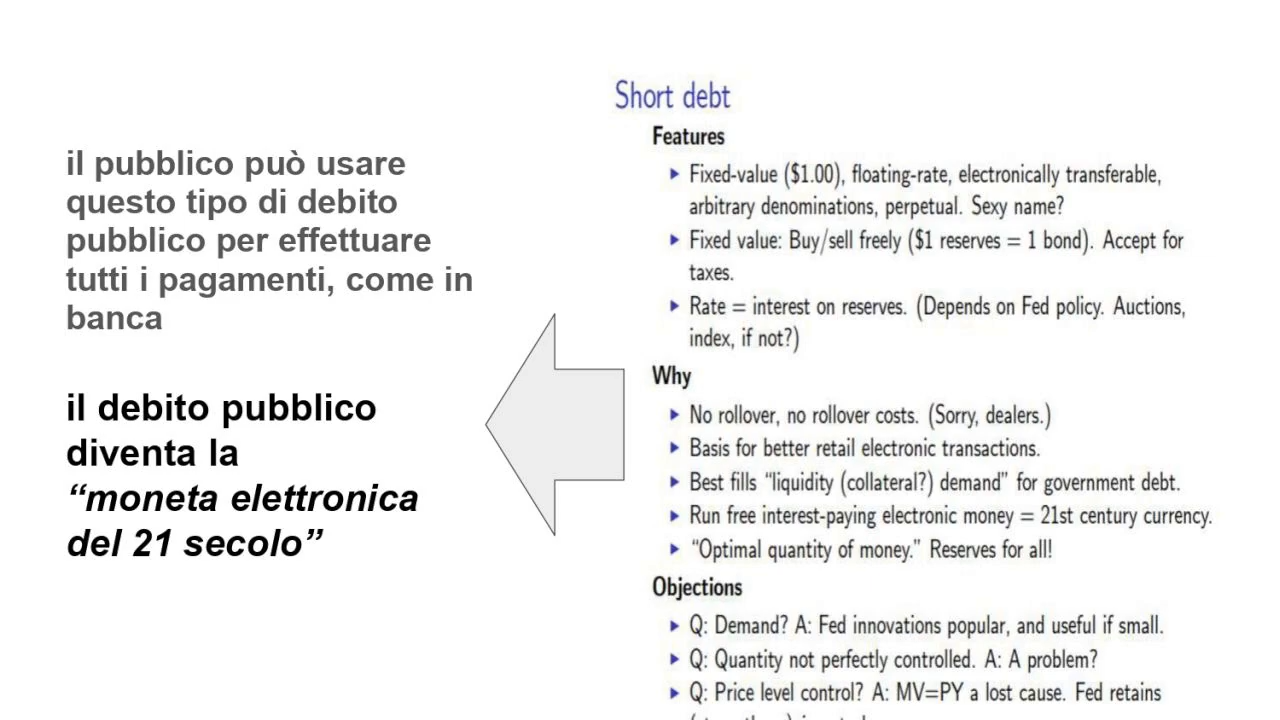 il pubblico può usare
questo tipo di debito
pubblico per effettuare
tutti i pagamenti, come in
banca
il debito pubblico
diventa la
“moneta elettronica
del 21 secolo”
Short debt
Features
Fixed-value ($1.00), floating-rate, electronically transferable,
arbitrary denominations, perpetual. Sexy name?
Fixed value: Buy/sell freely ($1 reserves = 1 bond). Accept for
taxes.
Rate = interest on reserves. (Depends on Fed policy. Auctions,
index, if not?)
Why
No rollover, no rollover costs. (Sorry, dealers.)
Basis for better retail electronic transactions.
Best fills “liquidity (collateral?) demand” for government debt.
Run free interest-paying electronic money = 21st century currency.
“Optimal quantity of money.” Reserves for all!
Objections
Q: Demand? A: Fed innovations popular, and useful if small.
Q: Quantity not perfectly controlled. A: A problem?
Q: Price level control? A: MV=PY a lost cause. Fed retains